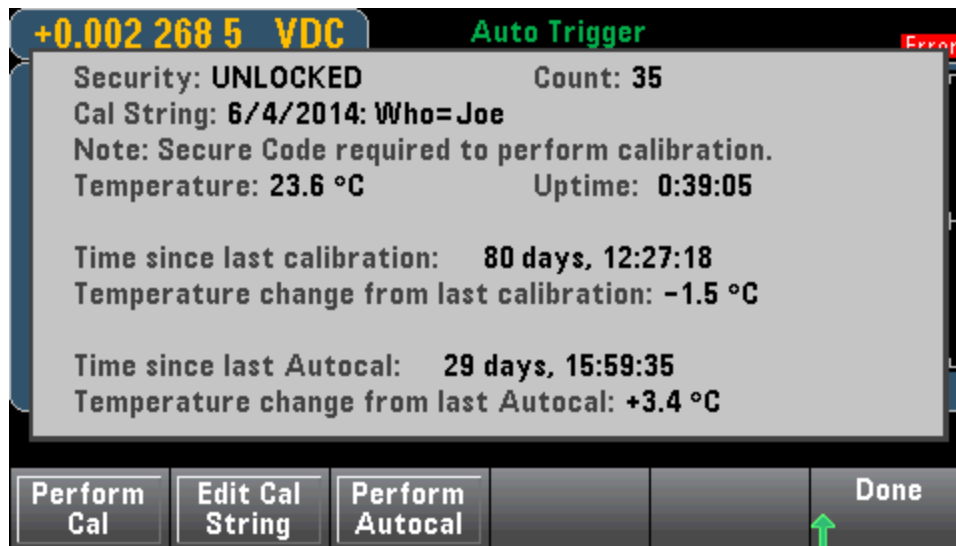 +0.002 268 5 VDC Auto Trigger
Error
Security: UNLOCKED Count: 35
Cal String: 6/4/2014: Who=Joe
Note: Secure Code required to perform calibration.
Temperature: 23.6 °C Uptime: 0:39:05
Time since last calibration: 80 days, 12:27:18
Temperature change from last calibration: -1.5 °C
Time since last Autocal: 29 days, 15:59:35
Temperature change from last Autocal: +3.4 °C
Perform Edit Cal Perform Done
Cal String Autocal